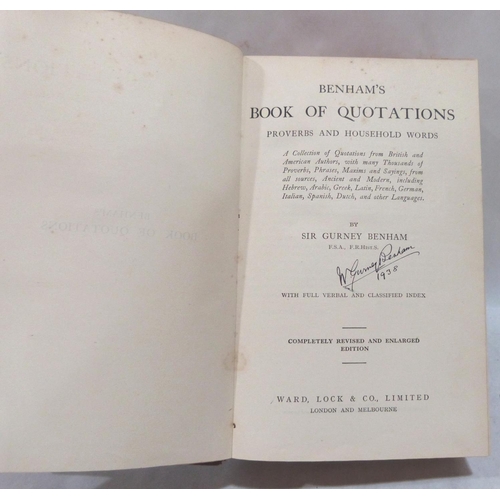 BENHAM'S
BOOK OF QUOTATIONS
PROVERBS AND HOUSEHOLD WORDS
A Collection of Quotations from British and
American Authors, with many Thousands of
Proverbs, Phrases, Maxims and Sayings, from
all sources, Ancient and Modern, including
Hebrew, Arabic, Greek, Latin, French, German,
Italian, Spanish, Dutch, and other Languages.
BY
SIR GURNEY BENHAM
F.S.A., F.R.HIST.S.
W Gurney Benham
1938
WITH FULL VERBAL AND CLASSIFIED INDEX
COMPLETELY REVISED AND ENLARGED
EDITION
WARD, LOCK & CO., LIMITED
LONDON AND MELBOURNE